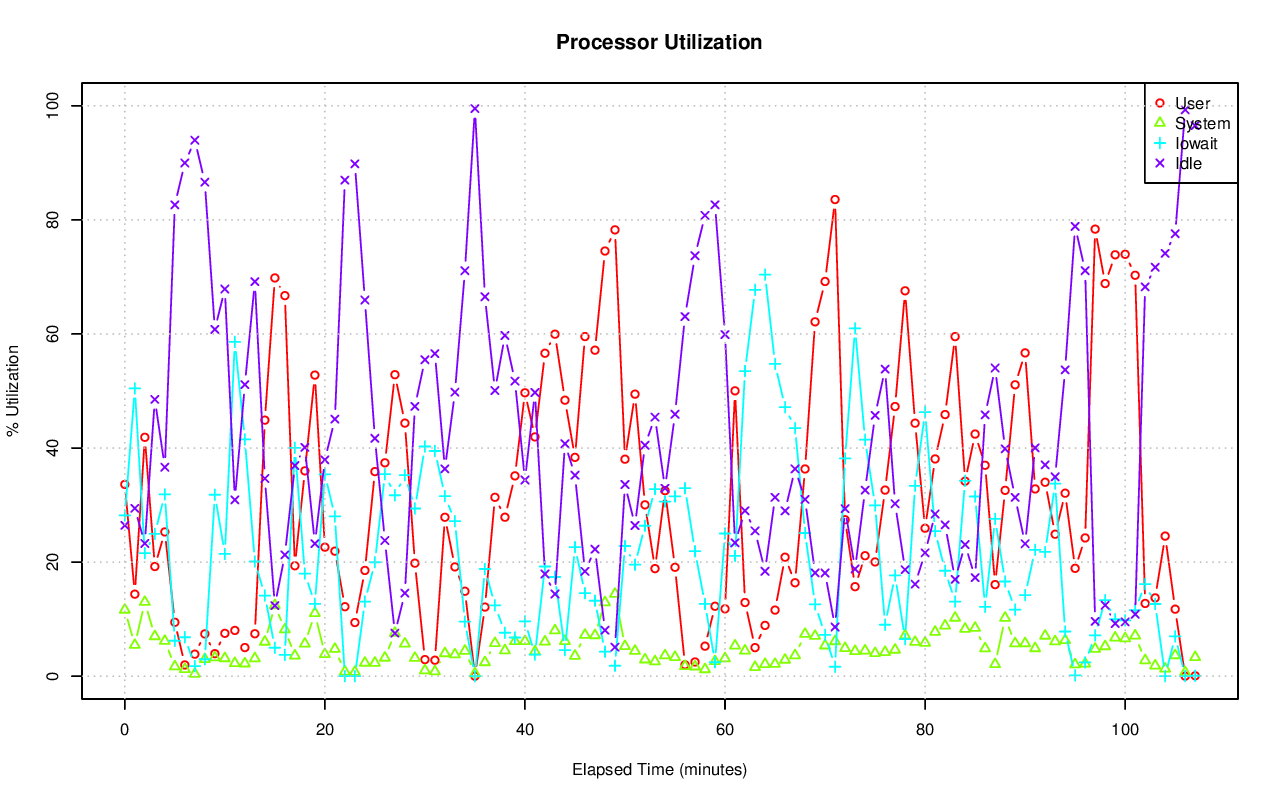 Processor Utilization
% Utilization
100
80
60
40
20
0
User
System
Iowait
Idle
0 20 40 60 80 100
Elapsed Time (minutes)